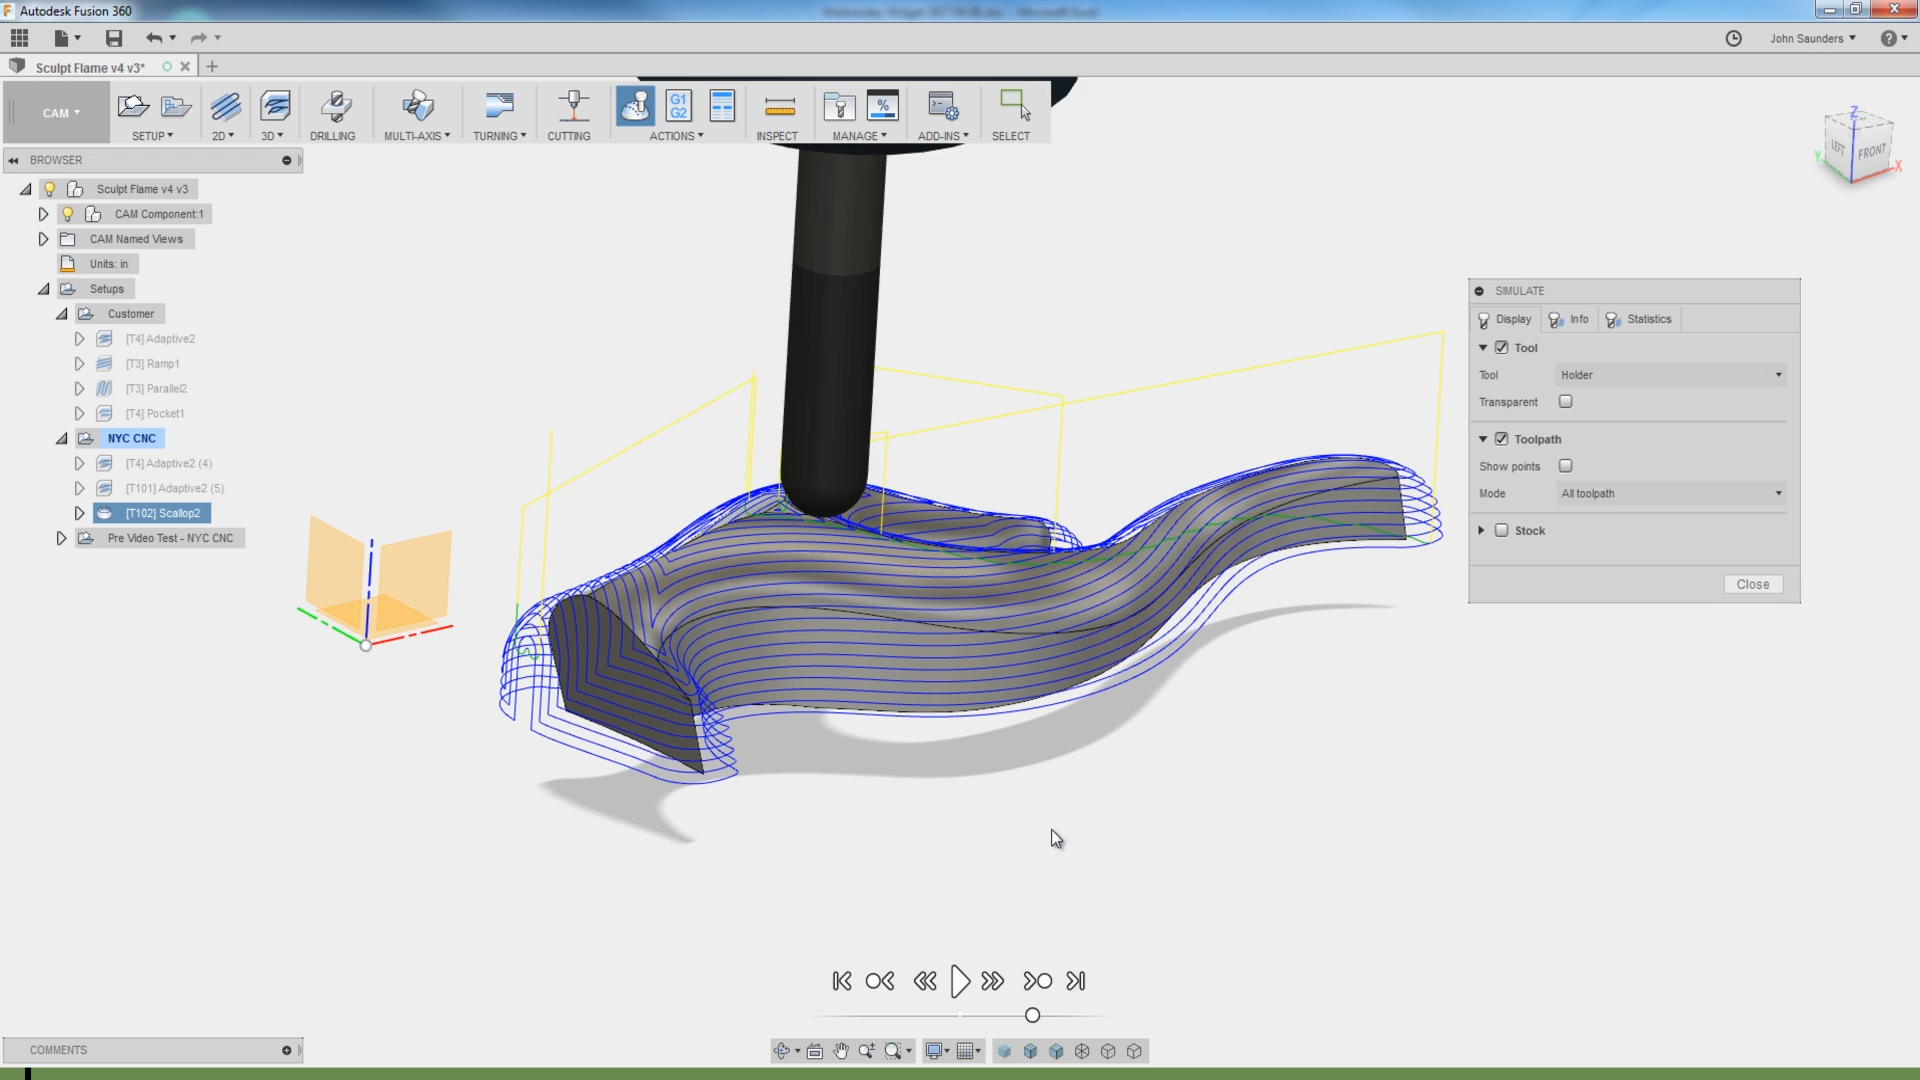 Autodesk Fusion 360
John Saunders
Sculpt Flame v4 v3*
CAM
G1
G2
%
SETUP
2D
3D
DRILLING
MULTI-AXIS
TURNING
CUTTING
ACTIONS
INSPECT
MANAGE
ADD-INS
SELECT
Z
LEFT
FRONT
Y
X
BROWSER
Sculpt Flame v4 v3
CAM Component:1
CAM Named Views
Units: in
Setups
Customer
[T4] Adaptive2
[T3] Ramp1
[T3] Parallel2
[T4] Pocket1
NYC CNC
[T4] Adaptive2 (4)
[T101] Adaptive2 (5)
[T102] Scallop2
Pre Video Test - NYC CNC
SIMULATE
Display
Info
Statistics
Tool
Tool Holder
Transparent
Toolpath
Show points
Mode All toolpath
Stock
Close
COMMENTS